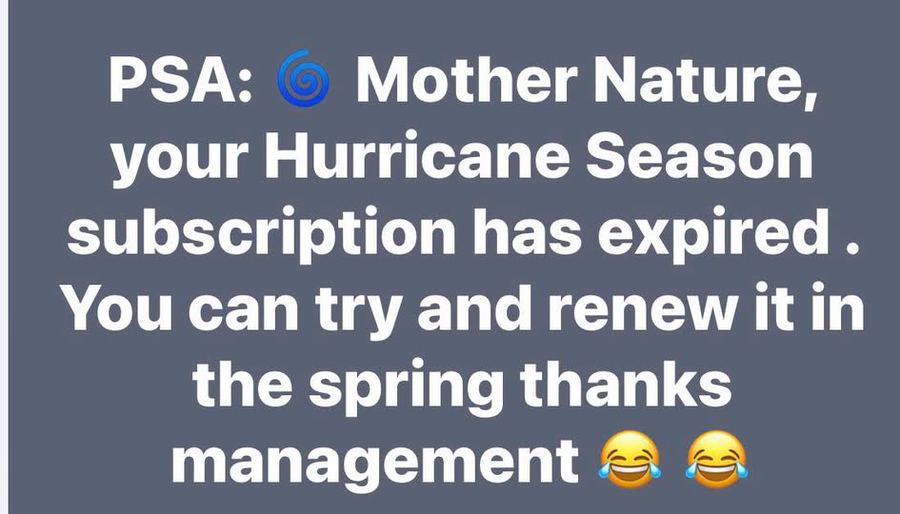 PSA: 🌀 Mother Nature,
your Hurricane Season
subscription has expired .
You can try and renew it in
the spring thanks
management 😂 😂